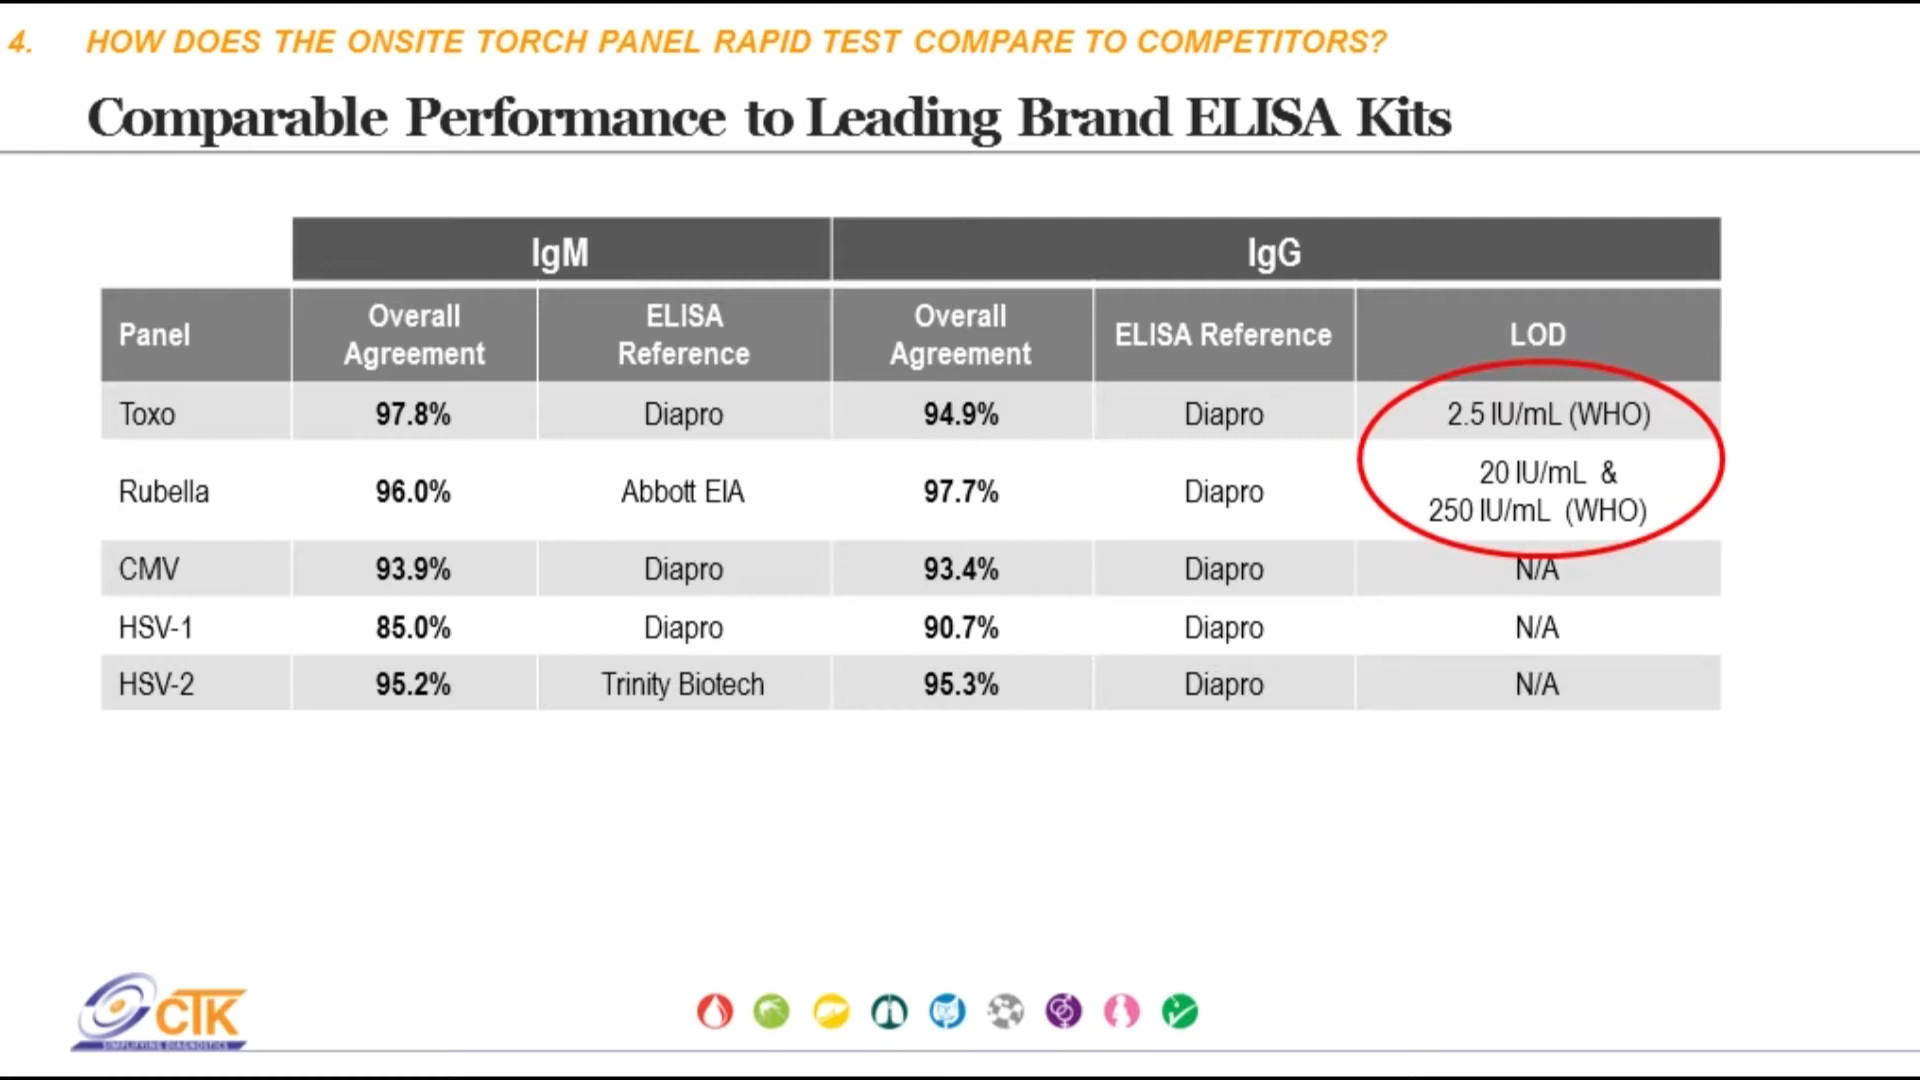 4. HOW DOES THE ONSITE TORCH PANEL RAPID TEST COMPARE TO COMPETITORS?
Comparable Performance to Leading Brand ELISA Kits
IgM IgG
Panel Overall Agreement ELISA Reference Overall Agreement ELISA Reference LOD
Toxo 97.8% Diapro 94.9% Diapro 2.5 IU/mL (WHO)
Rubella 96.0% Abbott EIA 97.7% Diapro 20 IU/mL & 250 IU/mL (WHO)
CMV 93.9% Diapro 93.4% Diapro N/A
HSV-1 85.0% Diapro 90.7% Diapro N/A
HSV-2 95.2% Trinity Biotech 95.3% Diapro N/A
CTK
SIMPLIFYING DIAGNOSTICS